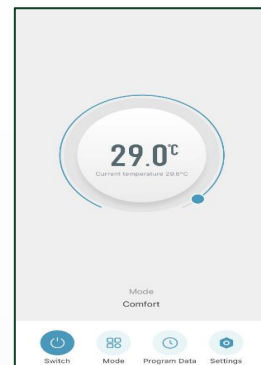 29.0℃
Current temperature 29.6℃
Mode
Comfort
Switch Mode Program Data Settings